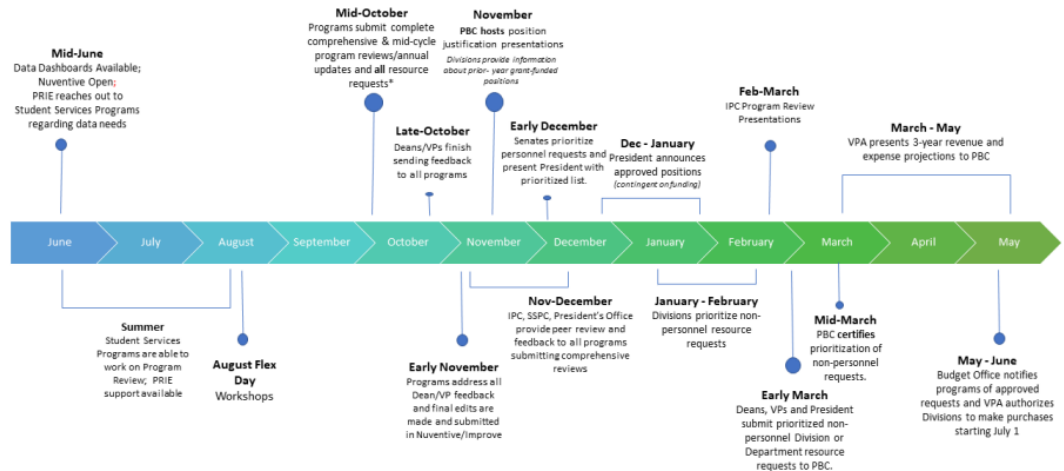 Mid-June
Data Dashboards Available;
Nuventive Open;
PRIE reaches out to
Student Services Programs
regarding data needs
Mid-October
Programs submit complete
comprehensive & mid-cycle
program reviews/annual
updates and all resource
requests*
Late-October
Deans/VPs finish
sending feedback
to all programs
November
PBC hosts position
justification presentations
Divisions provide information
about prior- year grant-funded
positions
Early December
Senates prioritize
personnel requests and
present President with
prioritized list.
Dec - January
President announces
approved positions
(contingent on funding)
Feb-March
IPC Program Review
Presentations
March - May
VPA presents 3-year revenue and
expense projections to PBC
June
July
August
September
October
November
December
January
February
March
April
May
Summer
Student Services
Programs are able to
work on Program
Review; PRIE
support available
August Flex
Day
Workshops
Early November
Programs address all
Dean/VP feedback
and final edits are
made and submitted
in Nuventive/Improve
Nov-December
IPC, SSPC, President's Office
provide peer review and
feedback to all programs
submitting comprehensive
reviews
January - February
Divisions prioritize non-
personnel resource
requests
Early March
Deans, VPs and President
submit prioritized non-
personnel Division or
Department resource
requests to PBC.
Mid-March
PBC certifies
prioritization of
non-personnel
requests.
May - June
Budget Office notifies
programs of approved
requests and VPA authorizes
Divisions to make purchases
starting July 1